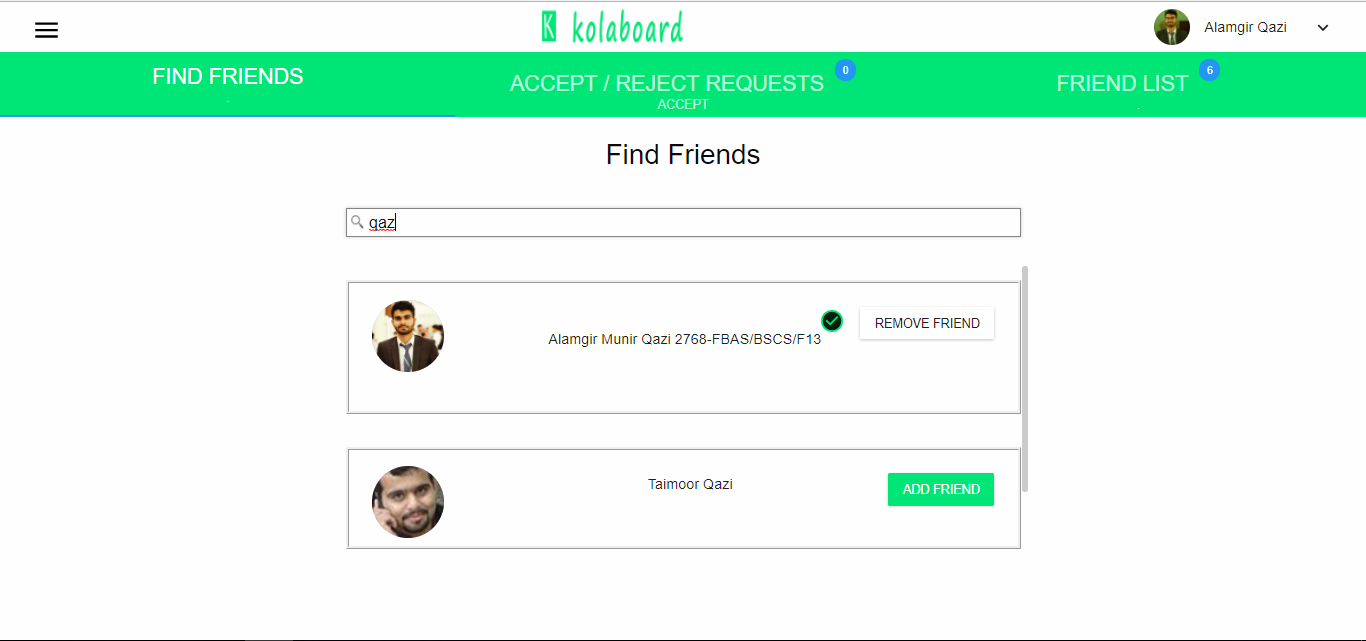 K kolaboard
Alamgir Qazi
FIND FRIENDS
.
ACCEPT / REJECT REQUESTS 0
ACCEPT
FRIEND LIST 6
.
Find Friends
qaz
Alamgir Munir Qazi 2768-FBAS/BSCS/F13
REMOVE FRIEND
Taimoor Qazi
ADD FRIEND